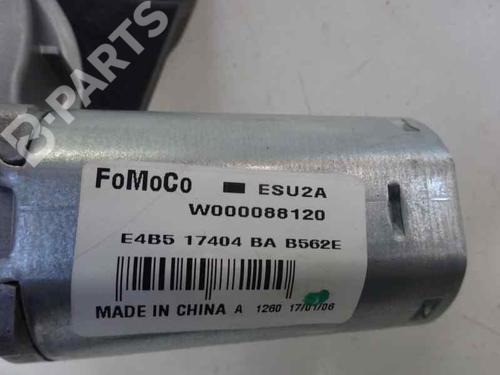 B-PARTS
FoMoCo ESU2A
W000088120
E4B5 17404 BA B562E
MADE IN CHINA A 1260 17/01/06